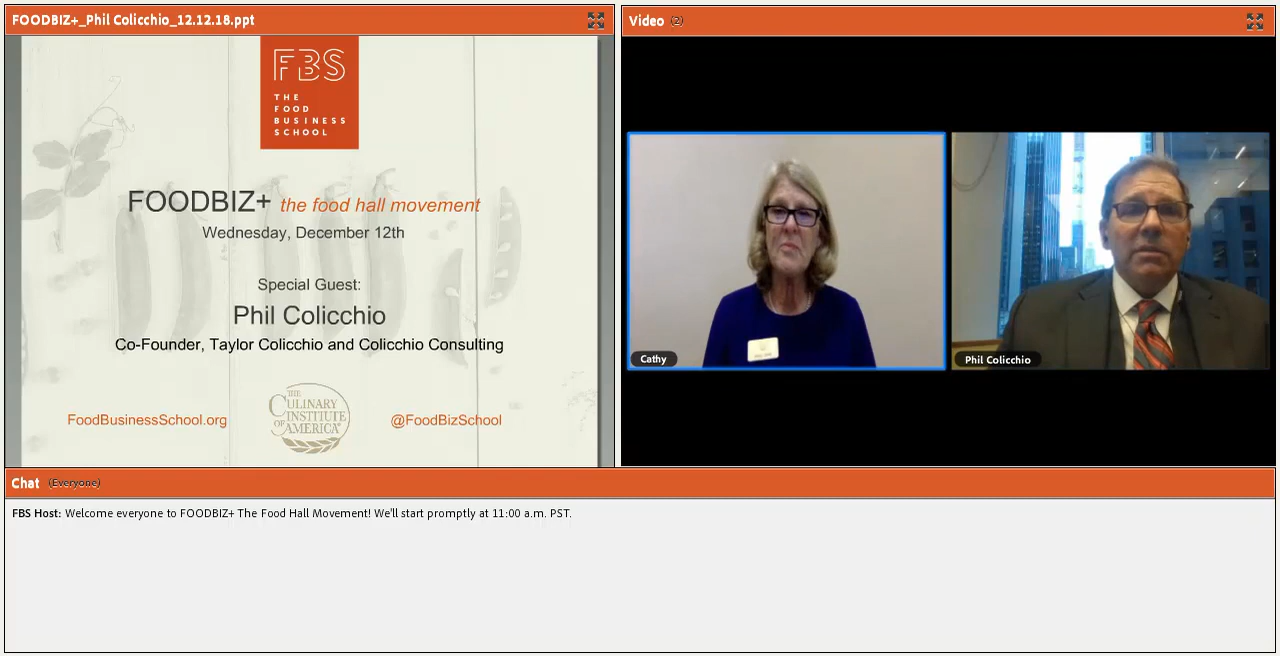 FOODBIZ+_Phil Colicchio_12.12.18.ppt
FBS
THE
FOOD
BUSINESS
SCHOOL
FOODBIZ+ the food hall movement
Wednesday, December 12th
Special Guest:
Phil Colicchio
Co-Founder, Taylor Colicchio and Colicchio Consulting
FoodBusinessSchool.org
THE
CULINARY
INSTITUTE
OF AMERICA®
@FoodBizSchool
Video (2)
Cathy
Phil Colicchio
Chat (Everyone)
FBS Host: Welcome everyone to FOODBIZ+ The Food Hall Movement! We'll start promptly at 11:00 a.m. PST.